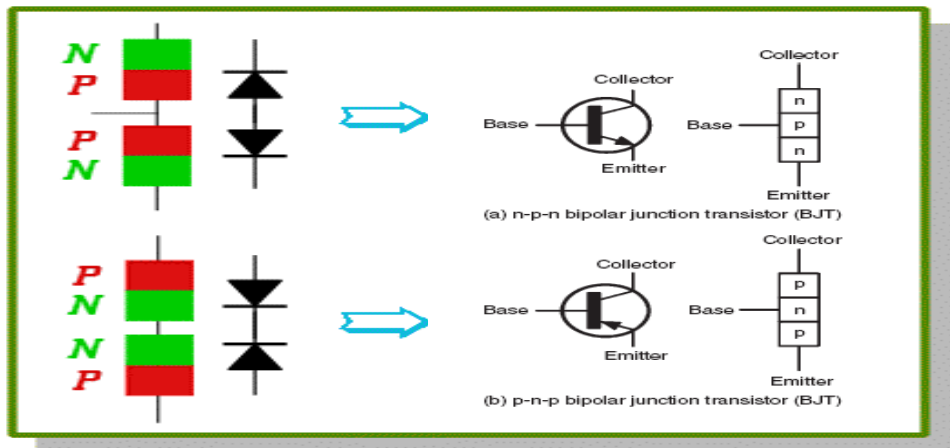 N
P
P
N
Collector
Base
Emitter
Collector
n
Base
p
n
Emitter
(a) n-p-n bipolar junction transistor (BJT)
P
N
N
P
Collector
Base
Emitter
Collector
p
Base
n
p
Emitter
(b) p-n-p bipolar junction transistor (BJT)